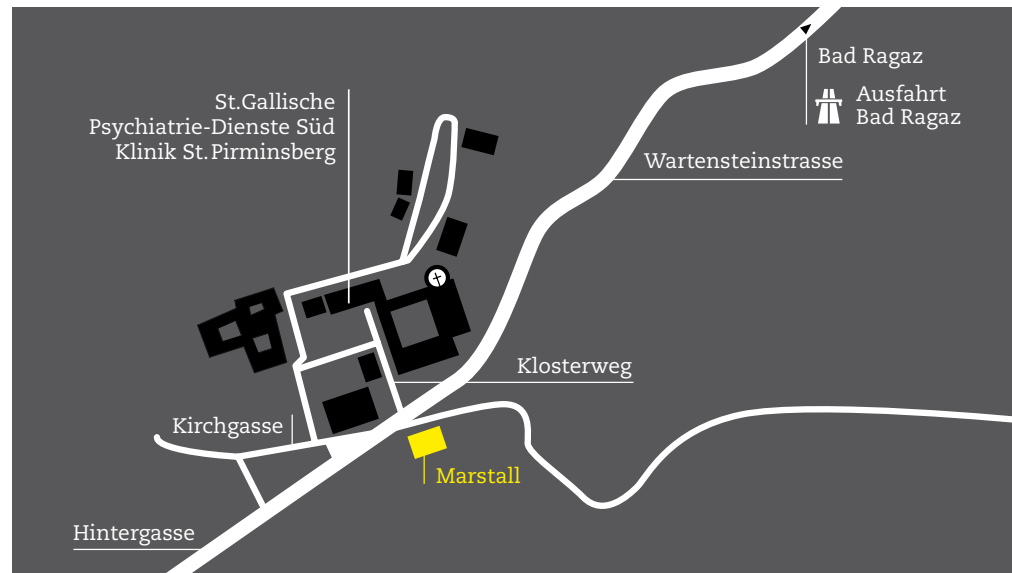 Bad Ragaz
Ausfahrt
Bad Ragaz
St.Gallische
Psychiatrie-Dienste Süd
Klinik St.Pirminsberg
Wartensteinstrasse
Klosterweg
Kirchgasse
Marstall
Hintergasse